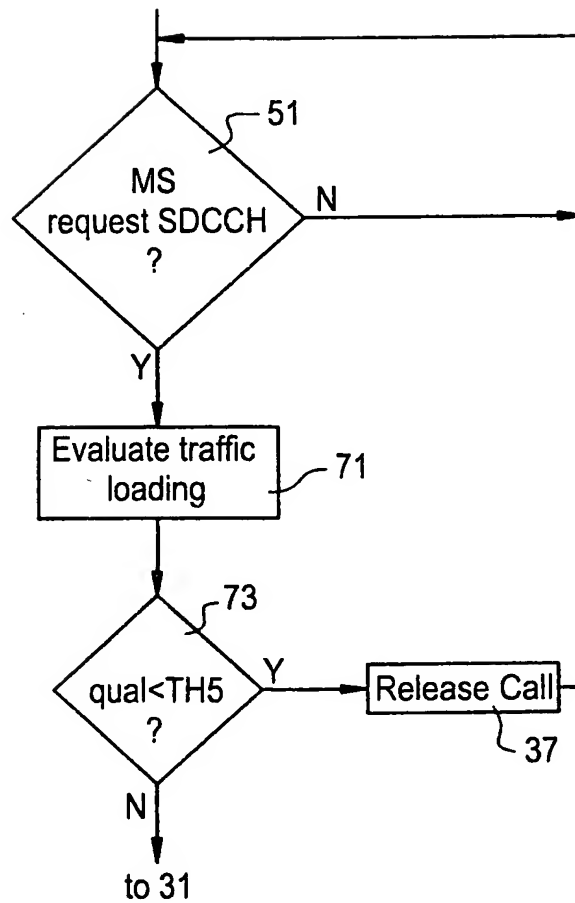 51
MS
request SDCCH
?
N
Y
Evaluate traffic
loading
71
73
qual<TH5
?
Y
Release Call
37
N
to 31